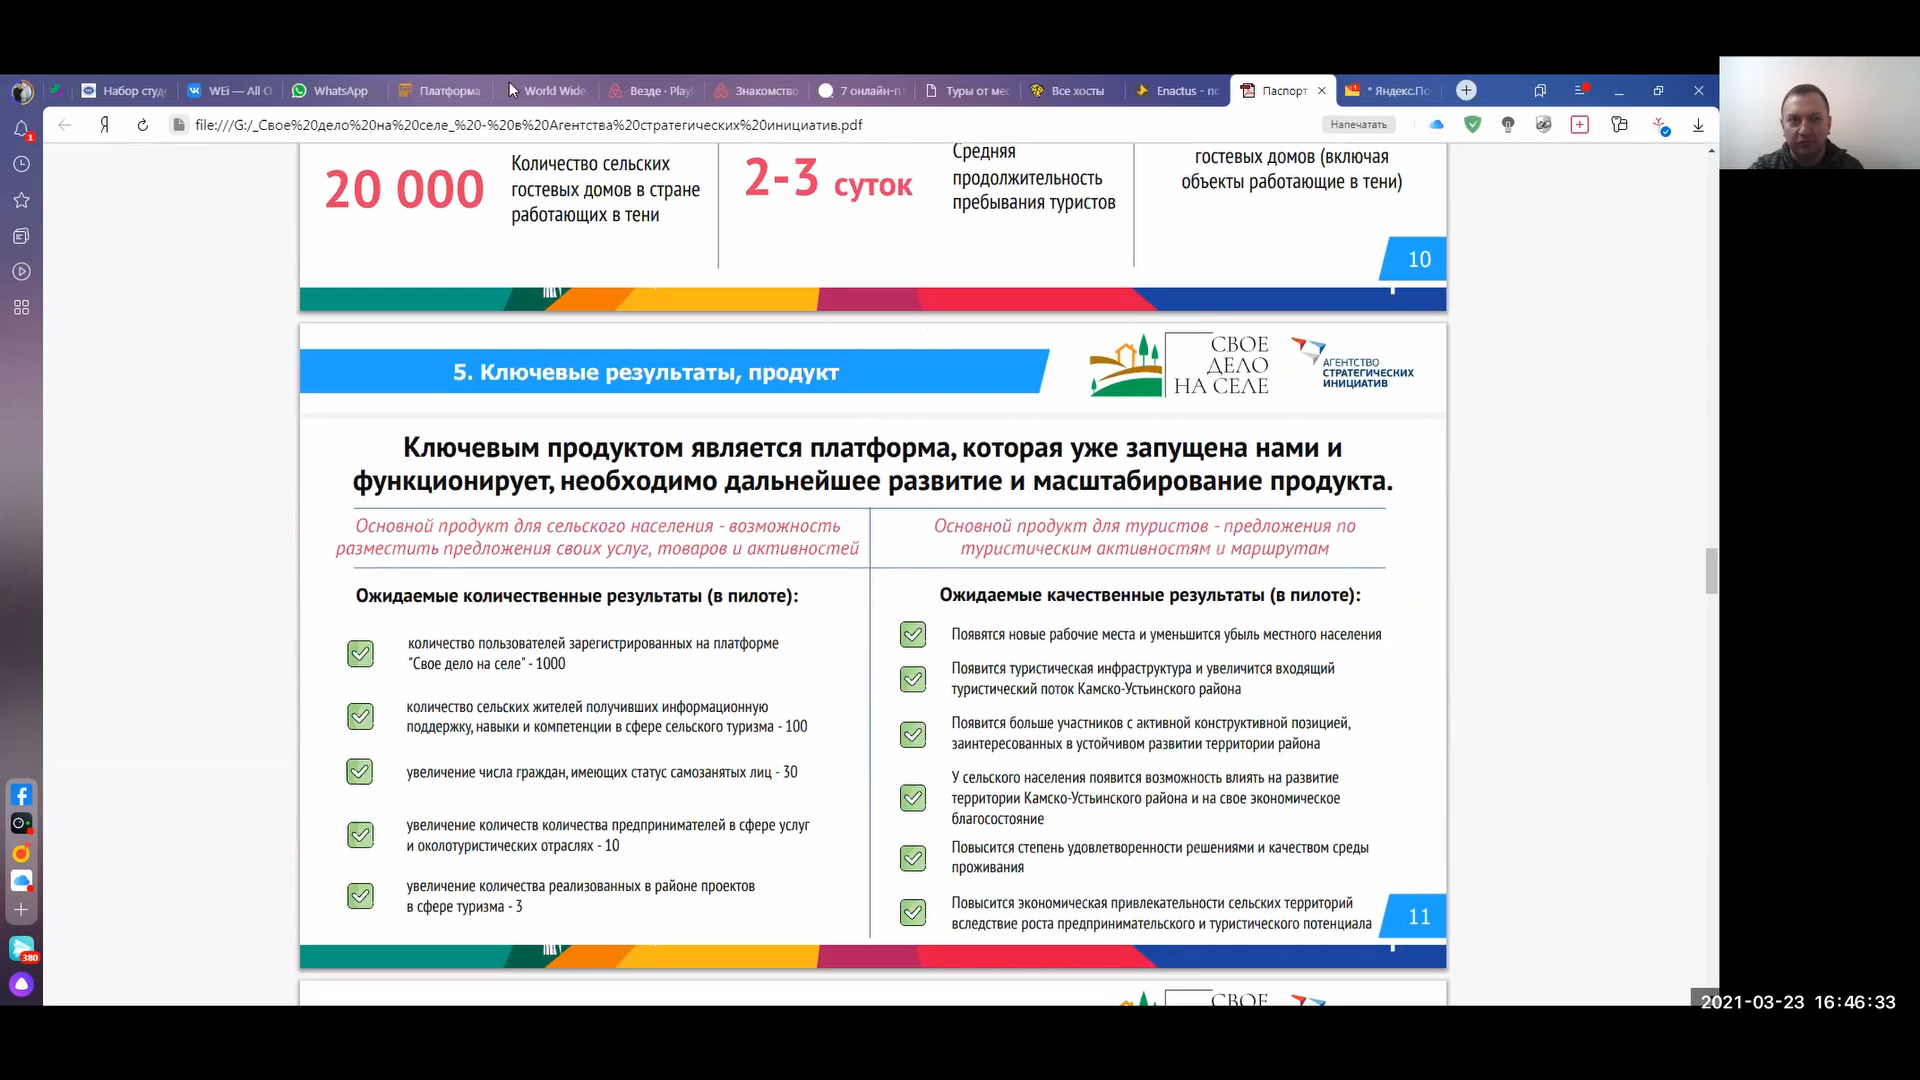 Набор студ
WEi — All O
WhatsApp
Платформа
World Wide
Везде · Play
Знакомство
7 онлайн-п
Туры от мес
Все хосты
Enactus - по
Паспорт
* Яндекс.По
file:///G:/_Свое%20дело%20на%20селе_%20-%20в%20Агентства%20стратегических%20инициатив.pdf
Напечатать
1
20 000
Количество сельских
гостевых домов в стране
работающих в тени
2-3 суток
Средняя
продолжительность
пребывания туристов
гостевых домов (включая
объекты работающие в тени)
10
5. Ключевые результаты, продукт
СВОЕ
ДЕЛО
НА СЕЛЕ
АГЕНТСТВО
СТРАТЕГИЧЕСКИХ
ИНИЦИАТИВ
Ключевым продуктом является платформа, которая уже запущена нами и
функционирует, необходимо дальнейшее развитие и масштабирование продукта.
Основной продукт для сельского населения - возможность
разместить предложения своих услуг, товаров и активностей
Ожидаемые количественные результаты (в пилоте):
количество пользователей зарегистрированных на платформе
"Свое дело на селе" - 1000
количество сельских жителей получивших информационную
поддержку, навыки и компетенции в сфере сельского туризма - 100
увеличение числа граждан, имеющих статус самозанятых лиц - 30
увеличение количеств количества предпринимателей в сфере услуг
и околотуристических отраслях - 10
увеличение количества реализованных в районе проектов
в сфере туризма - 3
Основной продукт для туристов - предложения по
туристическим активностям и маршрутам
Ожидаемые качественные результаты (в пилоте):
Появятся новые рабочие места и уменьшится убыль местного населения
Появится туристическая инфраструктура и увеличится входящий
туристический поток Камско-Устьинского района
Появится больше участников с активной конструктивной позицией,
заинтересованных в устойчивом развитии территории района
У сельского населения появится возможность влиять на развитие
территории Камско-Устьинского района и на свое экономическое
благосостояние
Повысится степень удовлетворенности решениями и качеством среды
проживания
Повысится экономическая привлекательности сельских территорий
вследствие роста предпринимательского и туристического потенциала
11
СВОЕ
380
2021-03-23 16:46:33